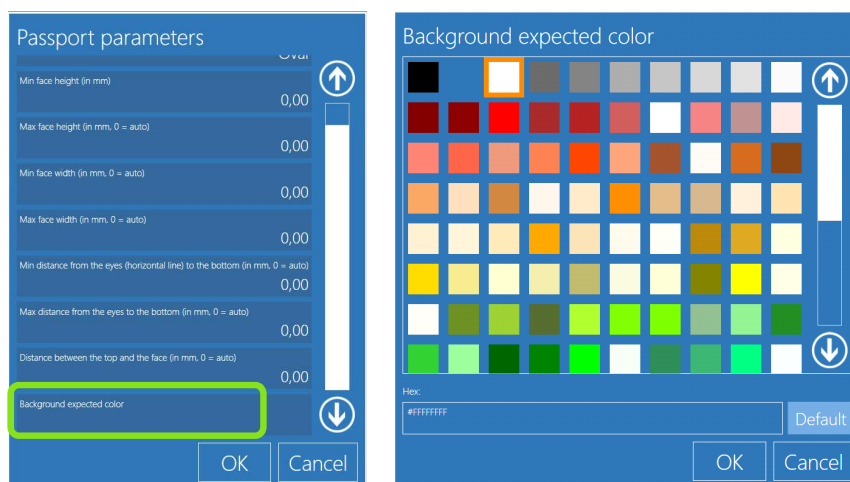 Passport parameters
Oval
Min face height (in mm)
0,00
Max face height (in mm, 0 = auto)
0,00
Min face width (in mm, 0 = auto)
0,00
Max face width (in mm, 0 = auto)
0,00
Min distance from the eyes (horizontal line) to the bottom (in mm, 0 = auto)
0,00
Max distance from the eyes to the bottom (in mm, 0 = auto)
0,00
Distance between the top and the face (in mm, 0 = auto)
0,00
Background expected color
OK
Cancel
Background expected color
Hex:
#FFFFFFFF
Default
OK
Cancel